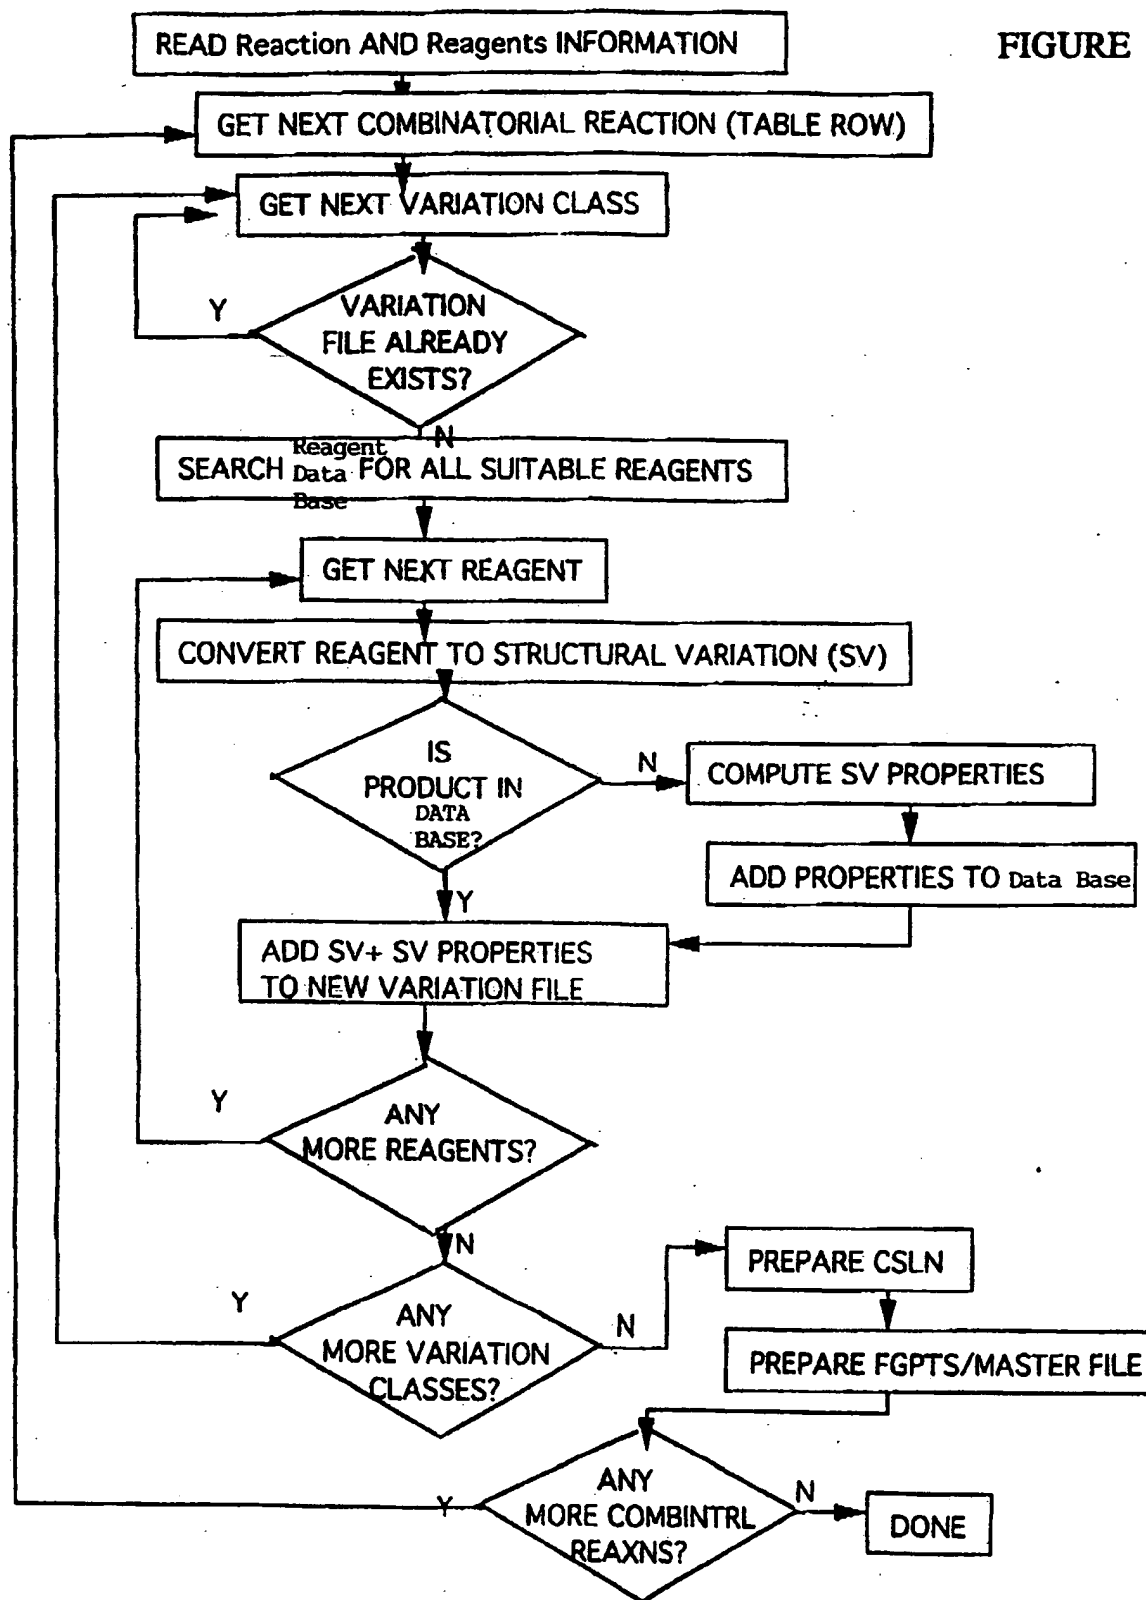 READ Reaction AND Reagents INFORMATION
FIGURE
GET NEXT COMBINATORIAL REACTION (TABLE ROW)
GET NEXT VARIATION CLASS
Y
VARIATION
FILE ALREADY
EXISTS?
N
SEARCH Reagent Data Base FOR ALL SUITABLE REAGENTS
GET NEXT REAGENT
CONVERT REAGENT TO STRUCTURAL VARIATION (SV)
IS
PRODUCT IN
DATA
BASE?
N
COMPUTE SV PROPERTIES
ADD PROPERTIES TO Data Base
Y
ADD SV+ SV PROPERTIES
TO NEW VARIATION FILE
Y
ANY
MORE REAGENTS?
N
PREPARE CSLN
Y
ANY
MORE VARIATION
CLASSES?
N
PREPARE FGPTS/MASTER FILE
Y
ANY
MORE COMBINTRL
REAXNS?
N
DONE